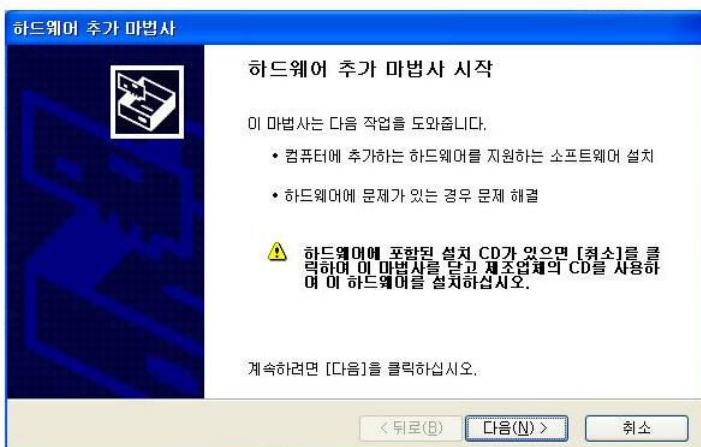 하드웨어 추가 마법사
하드웨어 추가 마법사 시작
이 마법사는 다음 작업을 도와줍니다.
• 컴퓨터에 추가하는 하드웨어를 지원하는 소프트웨어 설치
• 하드웨어에 문제가 있는 경우 문제 해결
하드웨어에 포함된 설치 CD가 있으면 [취소]를 클
릭하여 이 마법사를 닫고 제조업체의 CD를 사용하
여 이 하드웨어를 설치하십시오.
계속하려면 [다음]을 클릭하십시오.
< 뒤로(B) 다음(N) > 취소